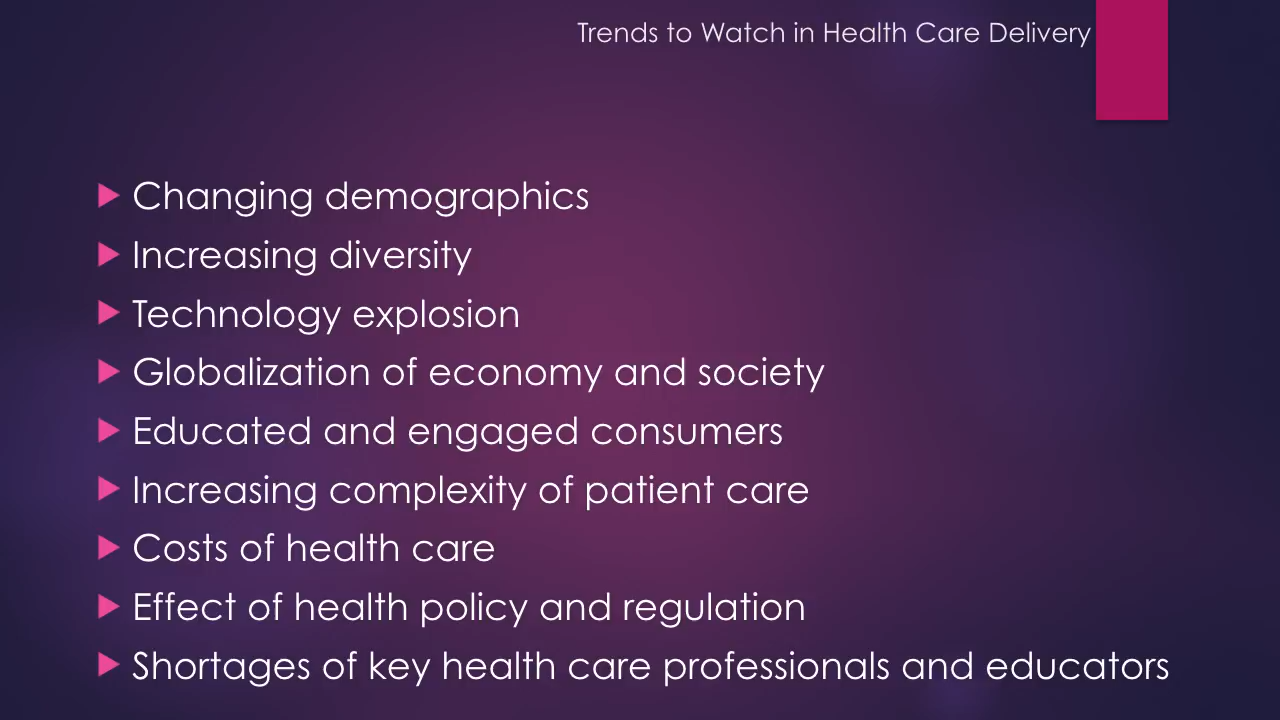 Trends to Watch in Health Care Delivery
Changing demographics
Increasing diversity
Technology explosion
Globalization of economy and society
Educated and engaged consumers
Increasing complexity of patient care
Costs of health care
Effect of health policy and regulation
Shortages of key health care professionals and educators